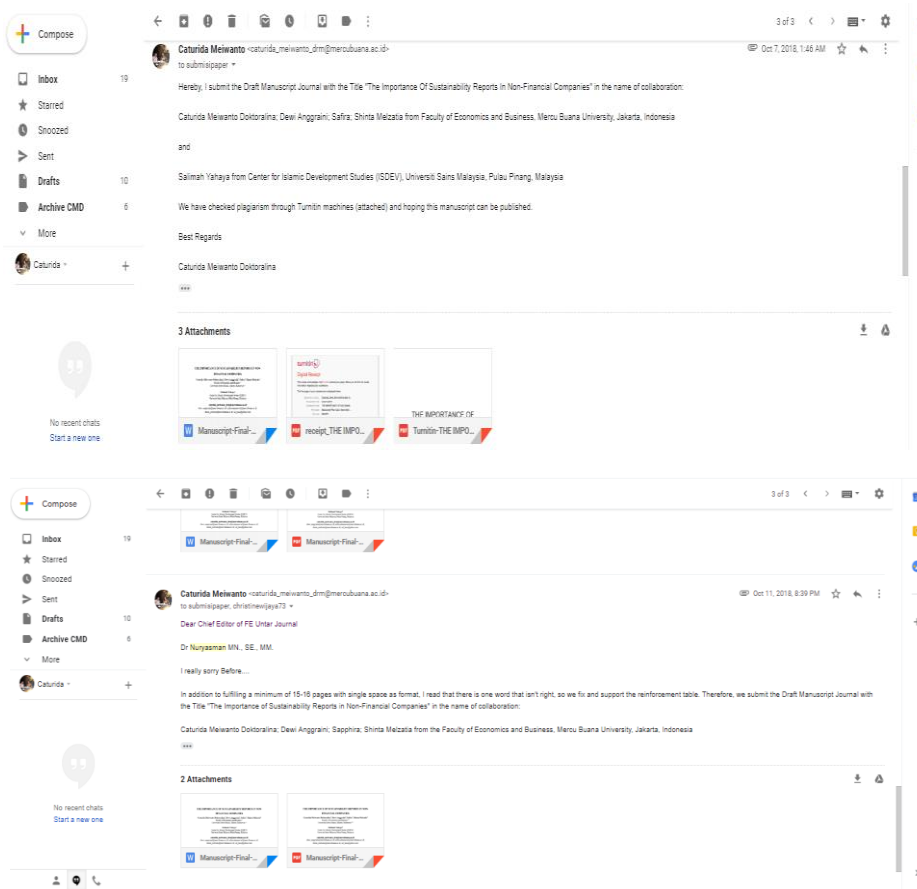 Compose
3 of 3
Caturida Meiwanto <caturida_meiwanto_drm@mercubuana.ac.id>
Oct 7, 2018, 1:46 AM
to submisipaper
Inbox 19
Starred
Snoozed
Sent
Drafts 10
Archive CMD 6
More
Caturida
No recent chats
Start a new one
Hereby, I submit the Draft Manuscript Journal with the Title "The Importance Of Sustainability Reports In Non-Financial Companies" in the name of collaboration:
Caturida Meiwanto Doktoralina; Dewi Anggraini; Safira; Shinta Melzatia from Faculty of Economics and Business, Mercu Buana University, Jakarta, Indonesia
and
Salimah Yahaya from Center for Islamic Development Studies (ISDEV), Universiti Sains Malaysia, Pulau Pinang, Malaysia
We have checked plagiarism through Turnitin machines (attached) and hoping this manuscript can be published.
Best Regards
Caturida Meiwanto Doktoralina
3 Attachments
turnitin
Digital Receipt
THE IMPORTANCE OF
W Manuscript-Final-...
PDF receipt_THE IMPO...
PDF Turnitin-THE IMPO...
Compose
3 of 3
Inbox 19
Starred
Snoozed
Sent
Drafts 10
Archive CMD 6
More
Caturida
No recent chats
Start a new one
W Manuscript-Final-...
PDF Manuscript-Final-...
Caturida Meiwanto <caturida_meiwanto_drm@mercubuana.ac.id>
Oct 11, 2018, 8:39 PM
to submisipaper, christinewijaya73
Dear Chief Editor of FE Untar Journal
Dr Nuryasman MN., SE., MM.
I really sorry Before....
In addition to fulfilling a minimum of 15-16 pages with single space as format, I read that there is one word that isn't right, so we fix and support the reinforcement table. Therefore, we submit the Draft Manuscript Journal with
the Title "The Importance of Sustainability Reports in Non-Financial Companies" in the name of collaboration:
Caturida Meiwanto Doktoralina; Dewi Anggraini; Sapphira; Shinta Melzatia from the Faculty of Economics and Business, Mercu Buana University, Jakarta, Indonesia
2 Attachments
W Manuscript-Final-...
PDF Manuscript-Final-...